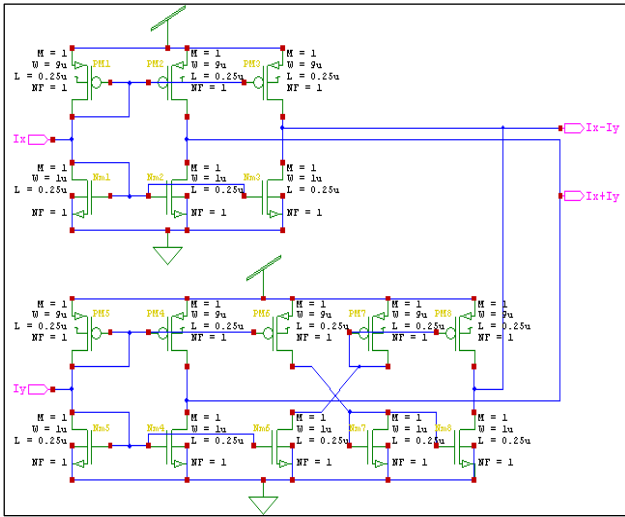 M = 1 M = 1 M = 1
PM1 W = 9u PM2 W = 9u PM3 W = 9u
L = 0.25u L = 0.25u L = 0.25u
NF = 1 NF = 1 NF = 1
Ix-Iy
Ix
M = 1 M = 1 M = 1
W = 1u Nm1 W = 1u Nm2 W = 1u Nm3
L = 0.25u L = 0.25u L = 0.25u
Ix+Iy
NF = 1 NF = 1 NF = 1
M = 1 M = 1 M = 1 M = 1 M = 1
W = 9u PM5 PM4 W = 9u PM6 W = 9u PM7 W = 9u PM8 W = 9u
L = 0.25u L = 0.25u L = 0.25u L = 0.25u L = 0.25u
NF = 1 NF = 1 NF = 1 NF = 1 NF = 1
Iy
M = 1 M = 1 M = 1 M = 1 M = 1
W = 1u Nm5 Nm4 W = 1u Nm6 W = 1u Nm7 W = 1u Nm8 W = 1u
L = 0.25u L = 0.25u L = 0.25u L = 0.25u L = 0.25u
NF = 1 NF = 1 NF = 1 NF = 1 NF = 1